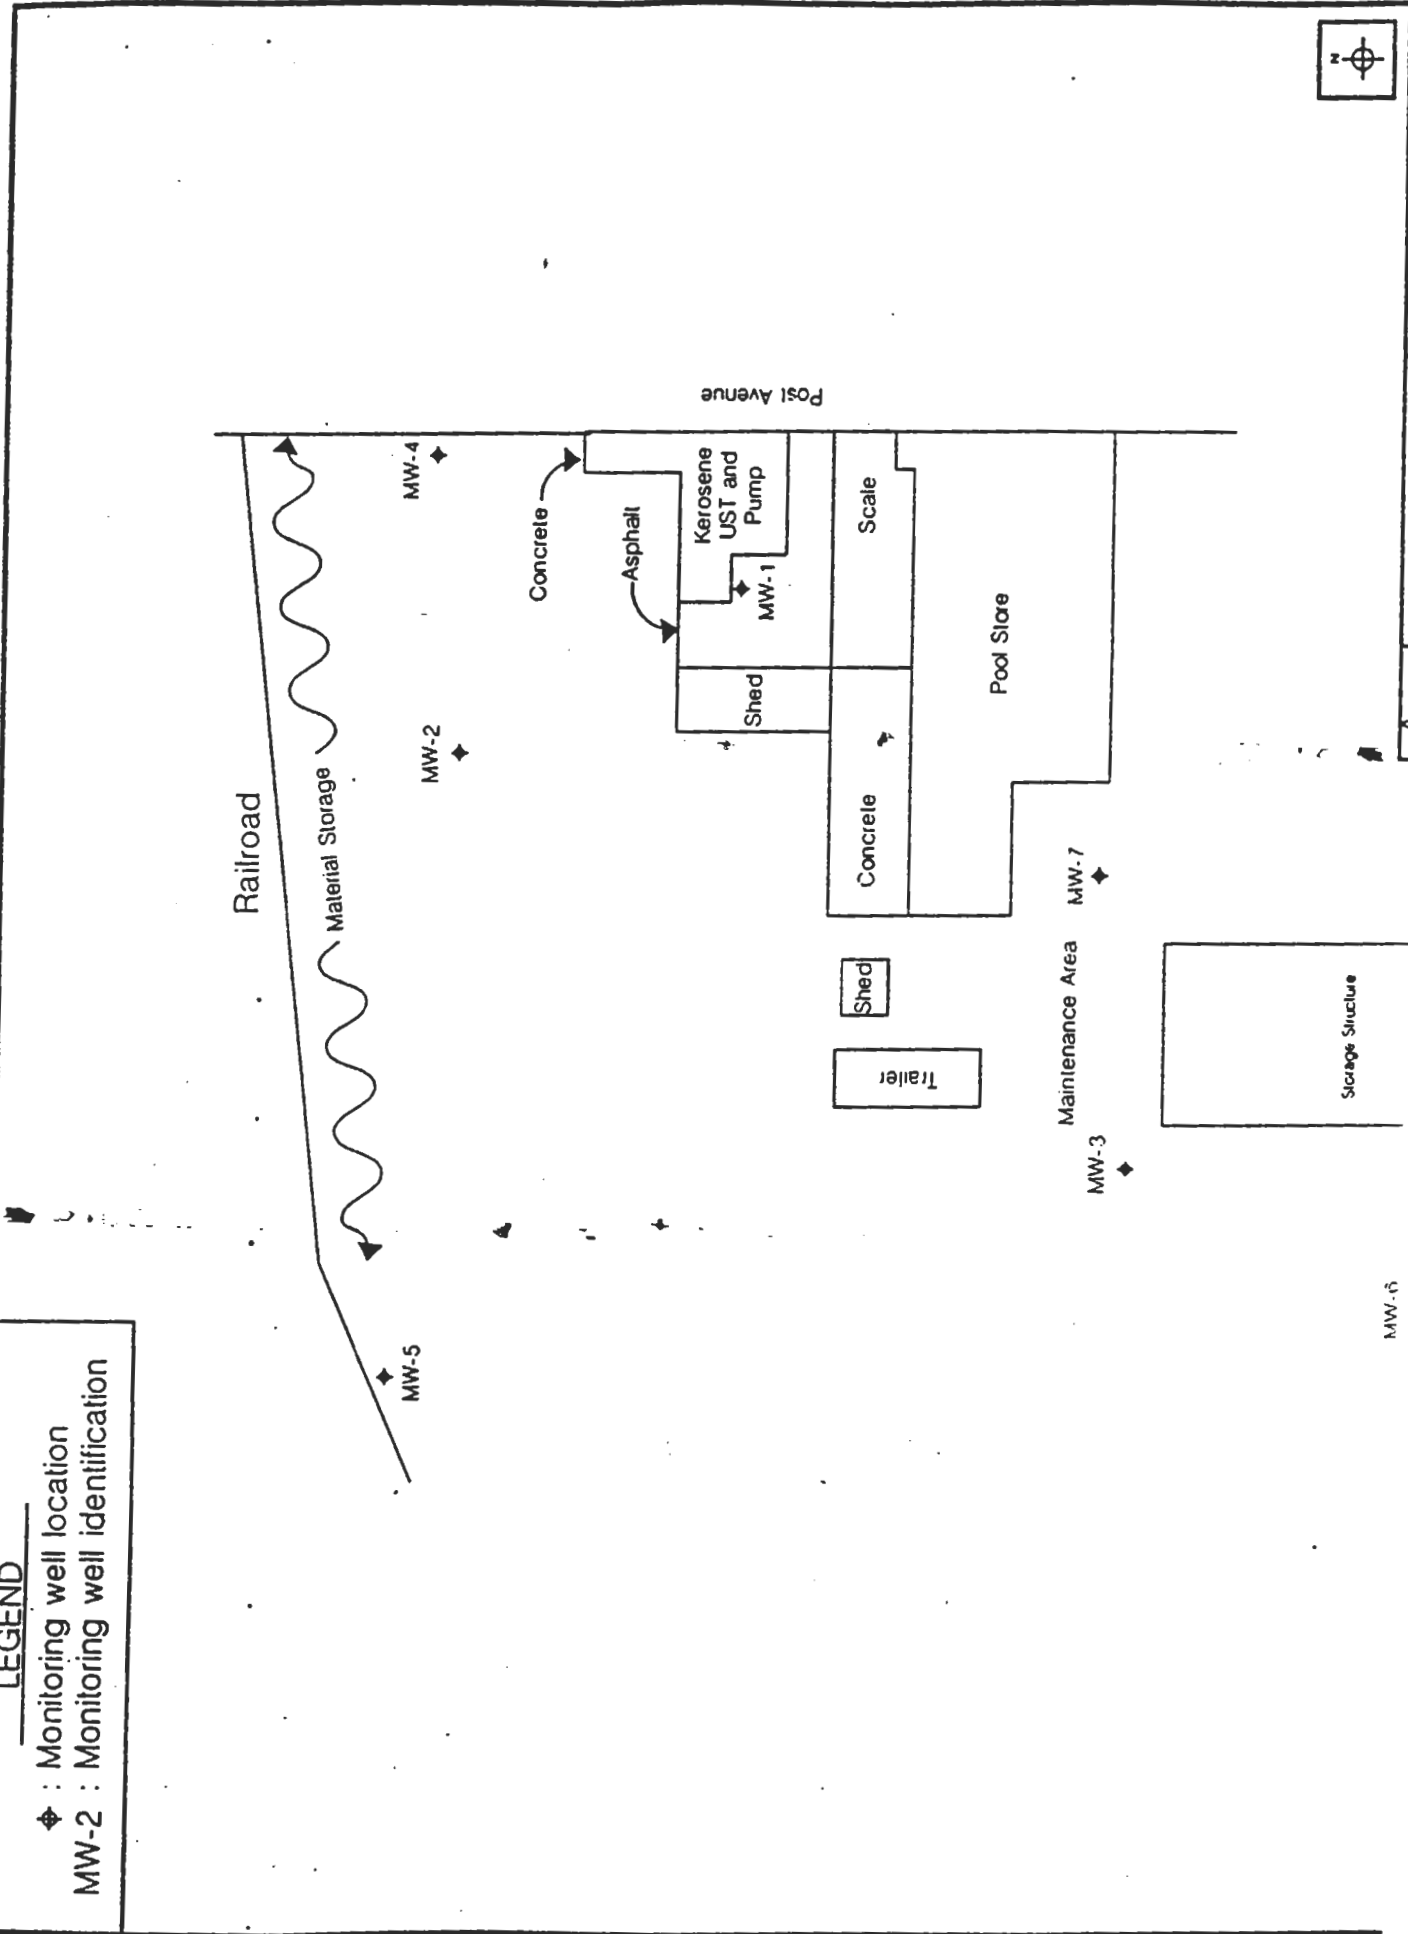 LEGEND
: Monitoring well location
MW-2 : Monitoring well identification
Railroad
Material Storage
MW-5
MW-2
MW-4
Concrete
Asphalt
Kerosene
UST and
Pump
MW-1
Post Avenue
Shed
Scale
Concrete
Pool Store
Shed
Trailer
Maintenance Area
MW-7
MW-3
Storage Structure
MW-6
N